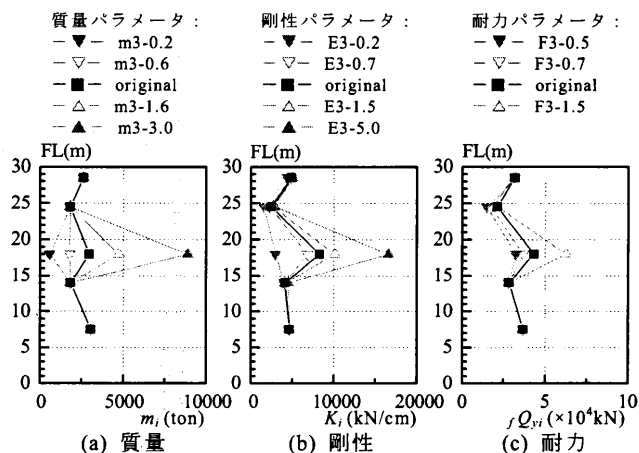 質量パラメータ：
m3-0.2
m3-0.6
original
m3-1.6
m3-3.0
剛性パラメータ：
E3-0.2
E3-0.7
original
E3-1.5
E3-5.0
耐力パラメータ：
F3-0.5
F3-0.7
original
F3-1.5
FL(m)
30
25
20
15
10
5
0
0 5000 10000
m_i (ton)
(a) 質量
FL(m)
30
25
20
15
10
5
0
0 5000 10000 15000 20000
K_i (kN/cm)
(b) 剛性
FL(m)
30
25
20
15
10
5
0
0 5 10
_fQ_yi (×10⁴kN)
(c) 耐力